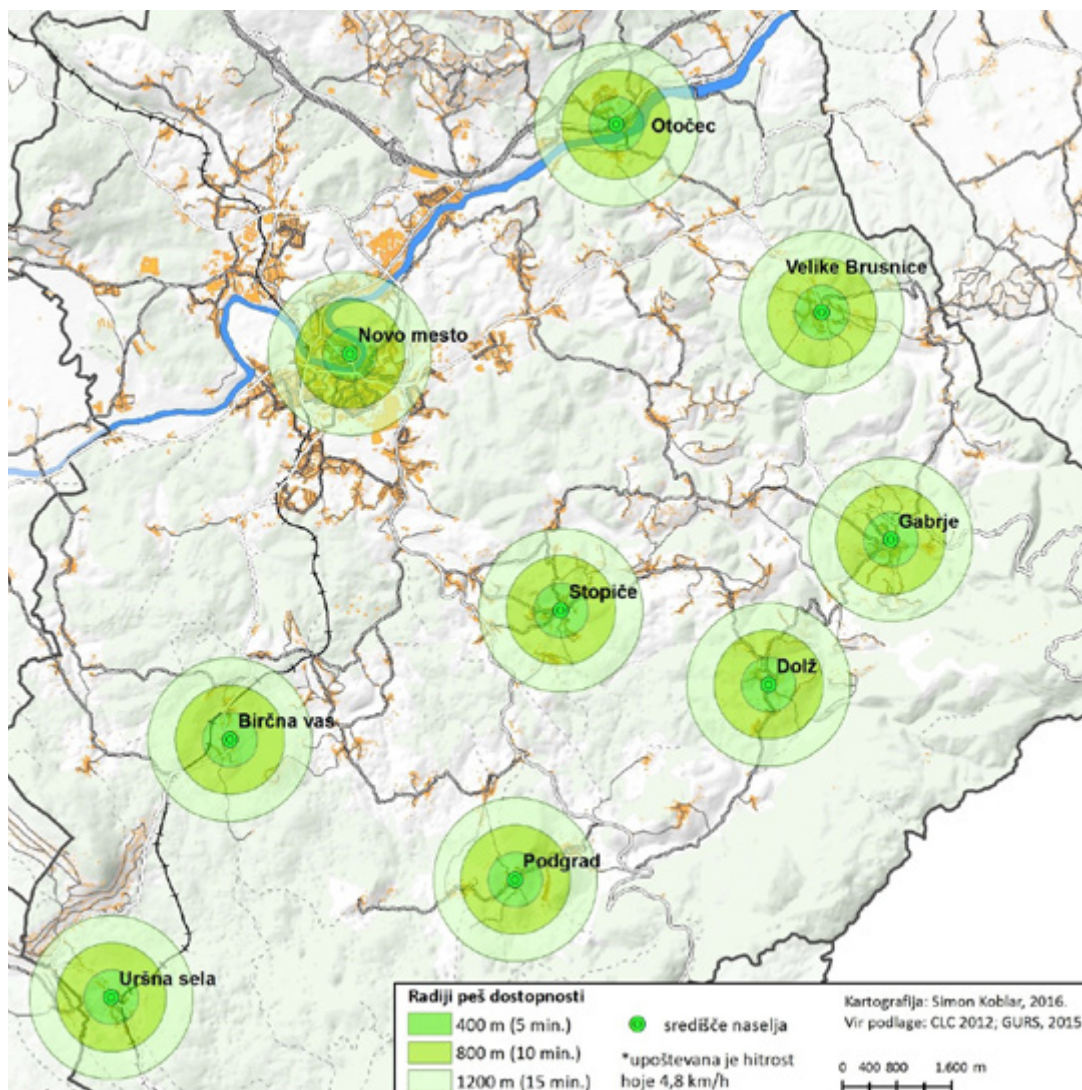 Otočec
Velike Brusnice
Novo mesto
Gabrje
Stopiče
Dolž
Birčna vas
Podgrad
Uršna sela
Radiji peš dostopnosti
400 m (5 min.)
800 m (10 min.)
1200 m (15 min.)
središče naselja
*upoštevana je hitrost
hoje 4,8 km/h
Kartografija: Simon Koblar, 2016.
Vir podlage: CLC 2012; GURS, 2015
0 400 800 1.600 m